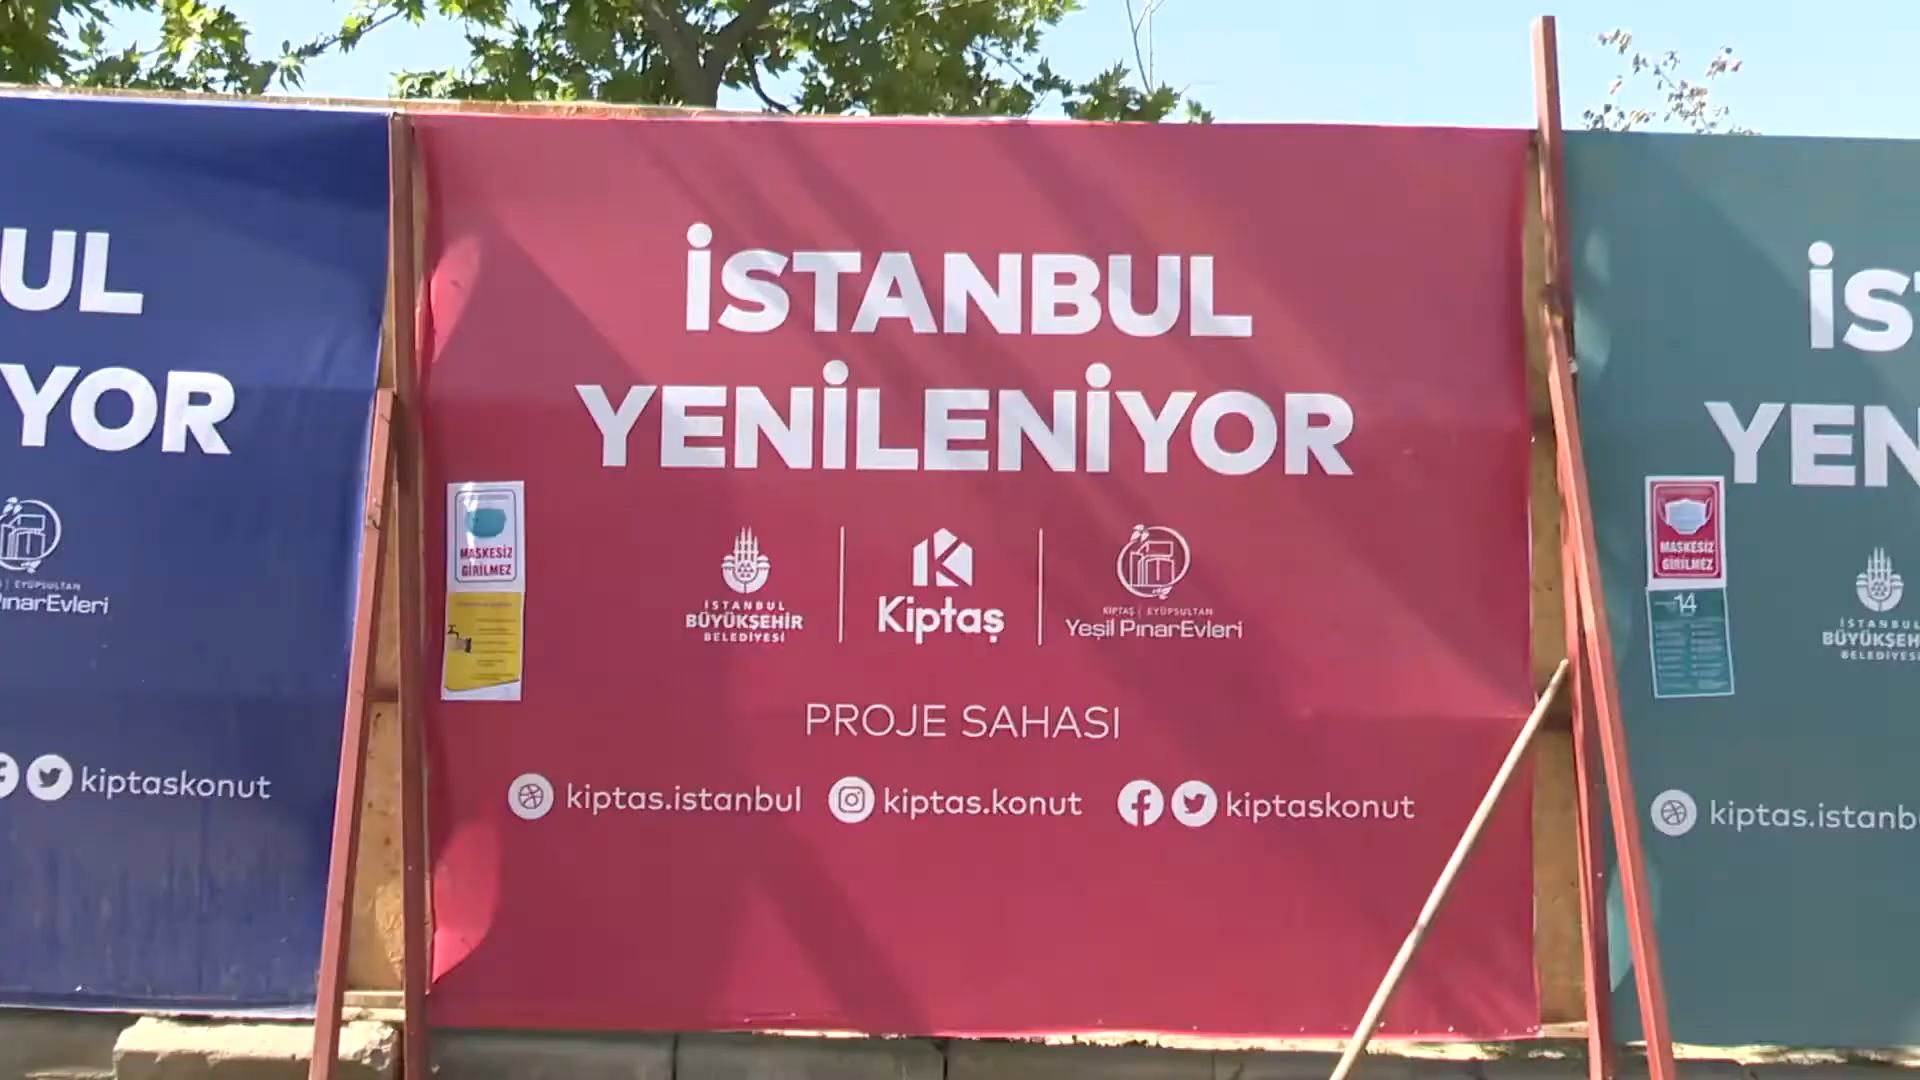 UL
YOR
EYÜPSULTAN
PınarEvleri
kiptaskonut
İSTANBUL
YENİLENİYOR
MASKESİZ
GİRİLMEZ
İSTANBUL
BÜYÜKŞEHİR
BELEDİYESİ
Kiptaş
KİPTAŞ | EYÜPSULTAN
Yeşil PınarEvleri
PROJE SAHASI
kiptas.istanbul
kiptas.konut
kiptaskonut
İS
YEN
MASKESİZ
GİRİLMEZ
14
İSTANBUL
BÜYÜKŞEH
BELEDİYESİ
kiptas.istanbu